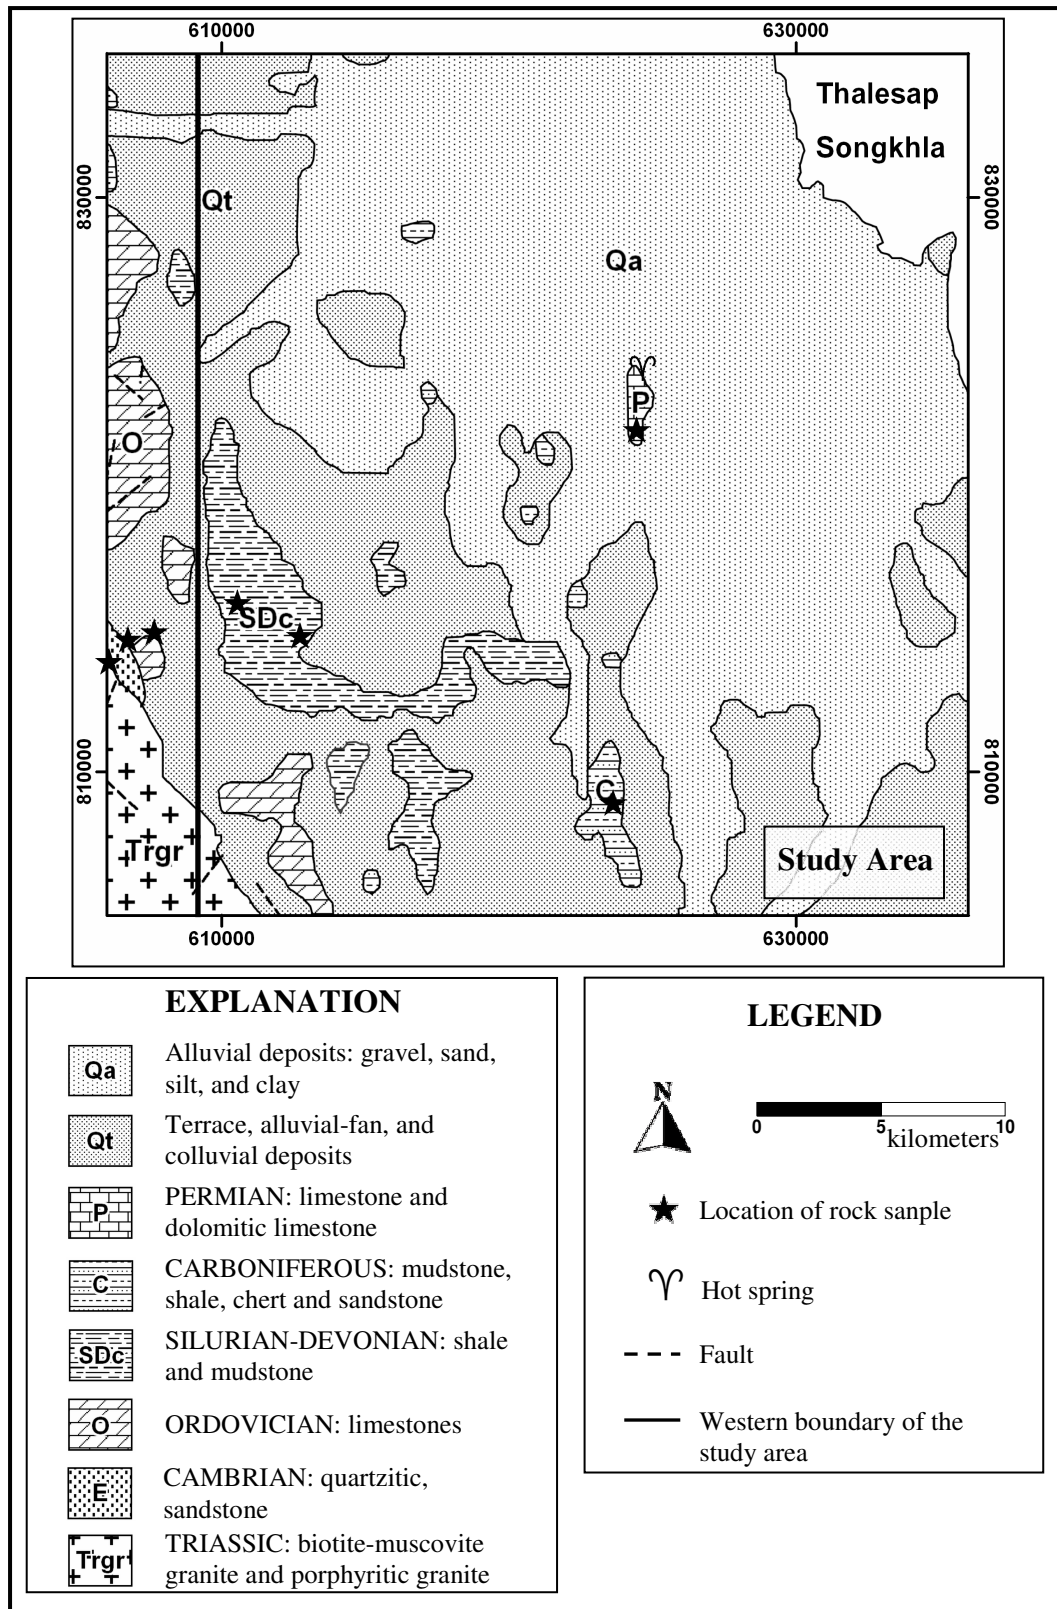 610000
630000
Thalesap
Songkhla
830000
Qt
830000
Qa
P
O
SDc
810000
C
810000
Trgr
Study Area
610000
630000
EXPLANATION
Qa
Alluvial deposits: gravel, sand,
silt, and clay
Qt
Terrace, alluvial-fan, and
colluvial deposits
P
PERMIAN: limestone and
dolomitic limestone
C
CARBONIFEROUS: mudstone,
shale, chert and sandstone
SDc
SILURIAN-DEVONIAN: shale
and mudstone
O
ORDOVICIAN: limestones
E
CAMBRIAN: quartzitic,
sandstone
Trgr
TRIASSIC: biotite-muscovite
granite and porphyritic granite
LEGEND
N
0 5 10
kilometers
Location of rock sanple
Hot spring
Fault
Western boundary of the
study area